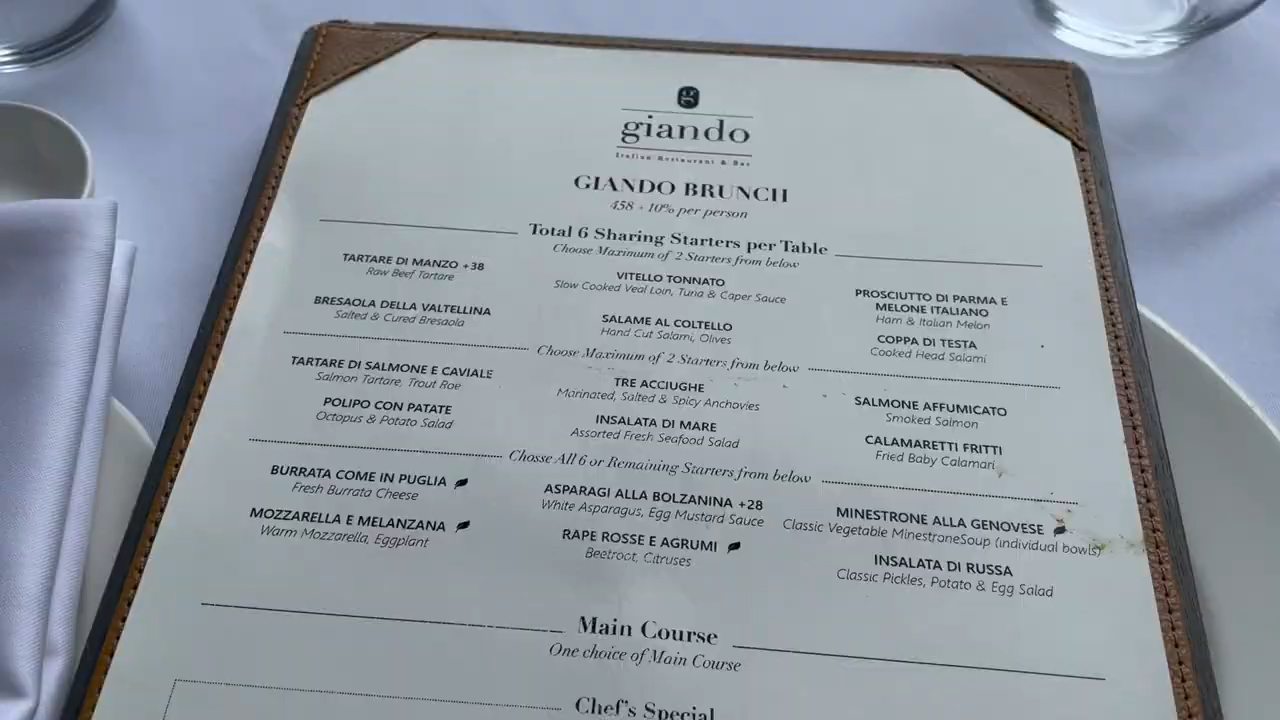 giando
Italian Restaurant & Bar
GIANDO BRUNCH
458 + 10% per person
Total 6 Sharing Starters per Table
Choose Maximum of 2 Starters from below
TARTARE DI MANZO +38
Raw Beef Tartare
VITELLO TONNATO
Slow Cooked Veal Loin, Tuna & Caper Sauce
PROSCIUTTO DI PARMA E
MELONE ITALIANO
Ham & Italian Melon
BRESAOLA DELLA VALTELLINA
Salted & Cured Bresaola
SALAME AL COLTELLO
Hand Cut Salami, Olives
COPPA DI TESTA
Cooked Head Salami
Choose Maximum of 2 Starters from below
TARTARE DI SALMONE E CAVIALE
Salmon Tartare, Trout Roe
TRE ACCIUGHE
Marinated, Salted & Spicy Anchovies
SALMONE AFFUMICATO
Smoked Salmon
POLIPO CON PATATE
Octopus & Potato Salad
INSALATA DI MARE
Assorted Fresh Seafood Salad
CALAMARETTI FRITTI
Fried Baby Calamari
Chosse All 6 or Remaining Starters from below
BURRATA COME IN PUGLIA
Fresh Burrata Cheese
ASPARAGI ALLA BOLZANINA +28
White Asparagus, Egg Mustard Sauce
MINESTRONE ALLA GENOVESE
Classic Vegetable MinestroneSoup (individual bowls)
MOZZARELLA E MELANZANA
Warm Mozzarella, Eggplant
RAPE ROSSE E AGRUMI
Beetroot, Citruses
INSALATA DI RUSSA
Classic Pickles, Potato & Egg Salad
Main Course
One choice of Main Course
Chef's Special